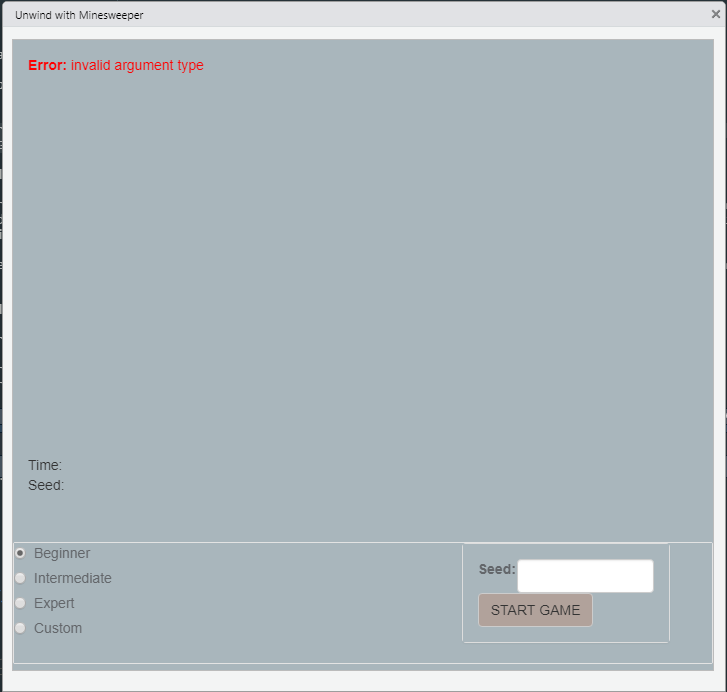 Unwind with Minesweeper
Error: invalid argument type
Time:
Seed:
Beginner
Intermediate
Expert
Custom
Seed:
START GAME